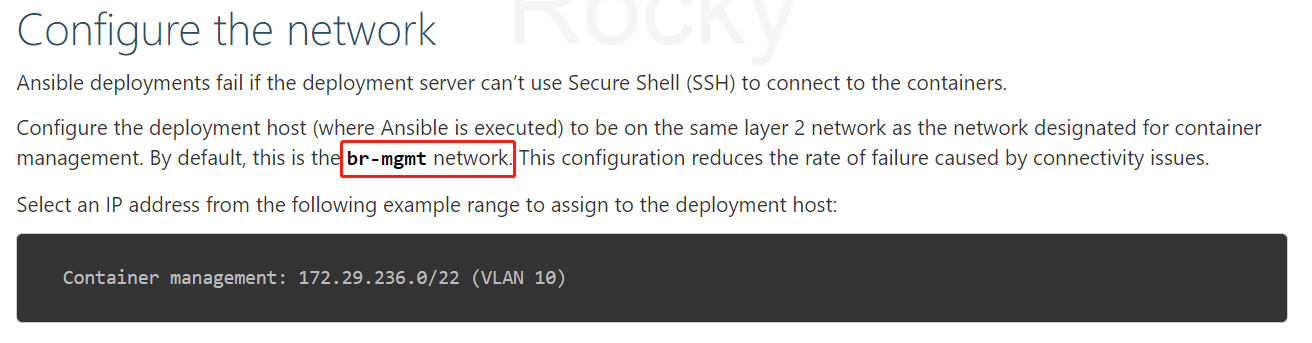 Rocky
Configure the network
Ansible deployments fail if the deployment server can’t use Secure Shell (SSH) to connect to the containers.
Configure the deployment host (where Ansible is executed) to be on the same layer 2 network as the network designated for container
management. By default, this is the br-mgmt network. This configuration reduces the rate of failure caused by connectivity issues.
Select an IP address from the following example range to assign to the deployment host:
Container management: 172.29.236.0/22 (VLAN 10)